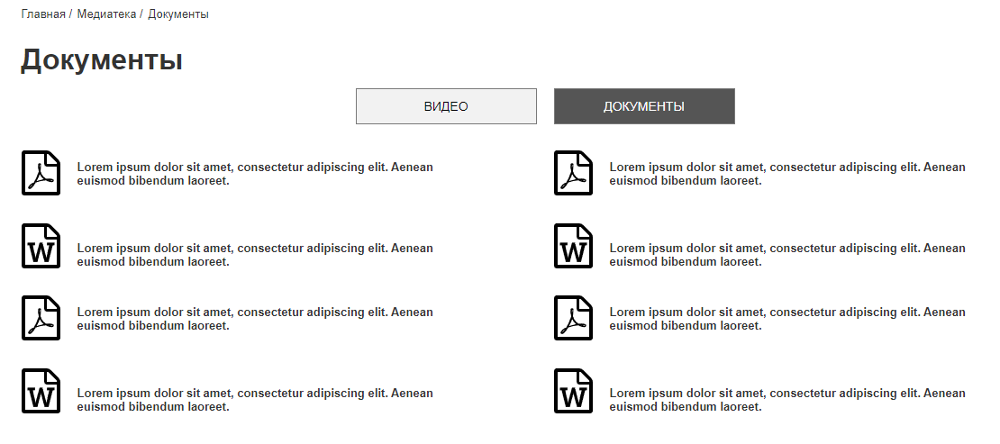 Главная / Медиатека / Документы
Документы
ВИДЕО
ДОКУМЕНТЫ
Lorem ipsum dolor sit amet, consectetur adipiscing elit. Aenean
euismod bibendum laoreet.
Lorem ipsum dolor sit amet, consectetur adipiscing elit. Aenean
euismod bibendum laoreet.
W
Lorem ipsum dolor sit amet, consectetur adipiscing elit. Aenean
euismod bibendum laoreet.
W
Lorem ipsum dolor sit amet, consectetur adipiscing elit. Aenean
euismod bibendum laoreet.
Lorem ipsum dolor sit amet, consectetur adipiscing elit. Aenean
euismod bibendum laoreet.
Lorem ipsum dolor sit amet, consectetur adipiscing elit. Aenean
euismod bibendum laoreet.
W
Lorem ipsum dolor sit amet, consectetur adipiscing elit. Aenean
euismod bibendum laoreet.
W
Lorem ipsum dolor sit amet, consectetur adipiscing elit. Aenean
euismod bibendum laoreet.